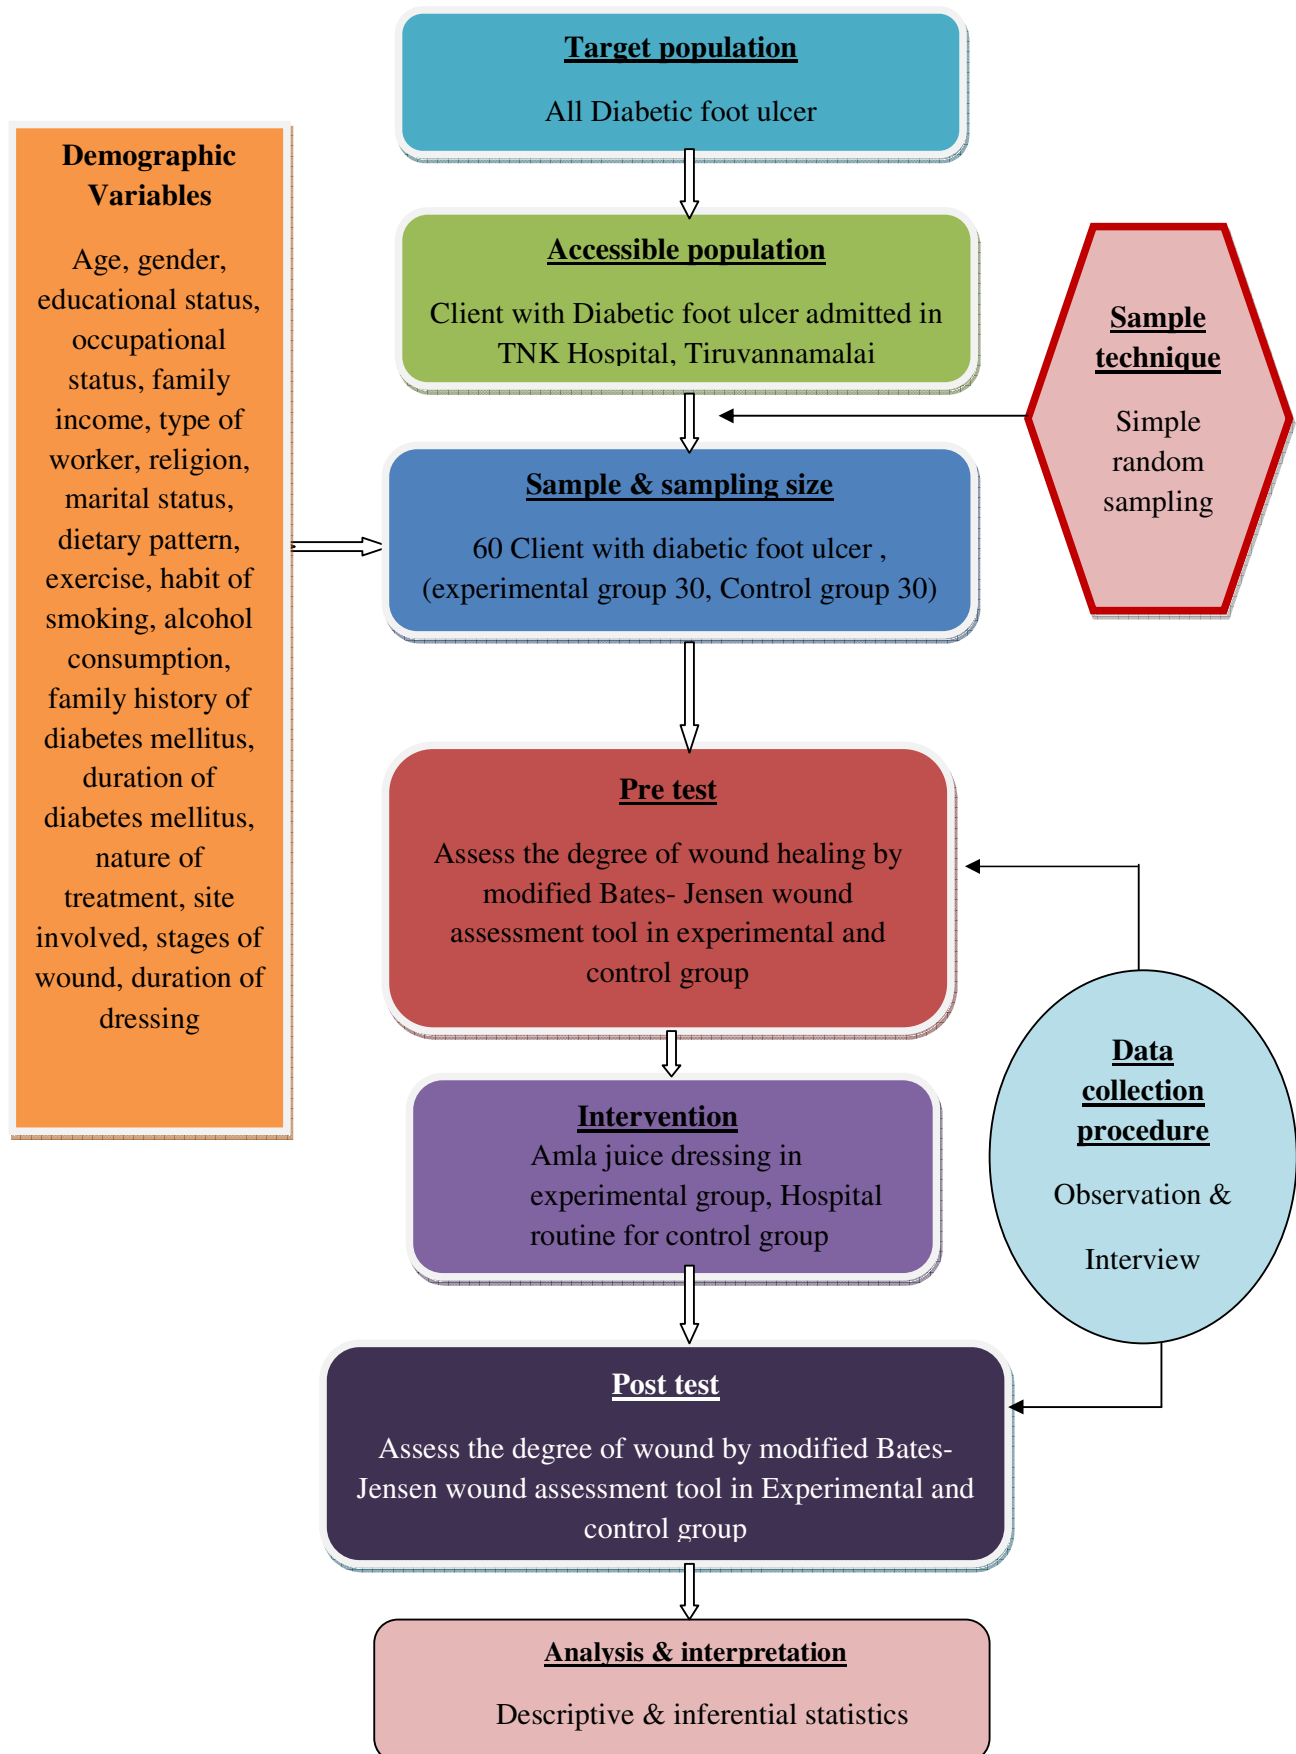 Target population
All Diabetic foot ulcer
Demographic
Variables
Age, gender,
educational status,
occupational
status, family
income, type of
worker, religion,
marital status,
dietary pattern,
exercise, habit of
smoking, alcohol
consumption,
family history of
diabetes mellitus,
duration of
diabetes mellitus,
nature of
treatment, site
involved, stages of
wound, duration of
dressing
Accessible population
Client with Diabetic foot ulcer admitted in
TNK Hospital, Tiruvannamalai
Sample
technique
Simple
random
sampling
Sample & sampling size
60 Client with diabetic foot ulcer ,
(experimental group 30, Control group 30)
Pre test
Assess the degree of wound healing by
modified Bates- Jensen wound
assessment tool in experimental and
control group
Intervention
Amla juice dressing in
experimental group, Hospital
routine for control group
Data
collection
procedure
Observation &
Interview
Post test
Assess the degree of wound by modified Bates-
Jensen wound assessment tool in Experimental and
control group
Analysis & interpretation
Descriptive & inferential statistics